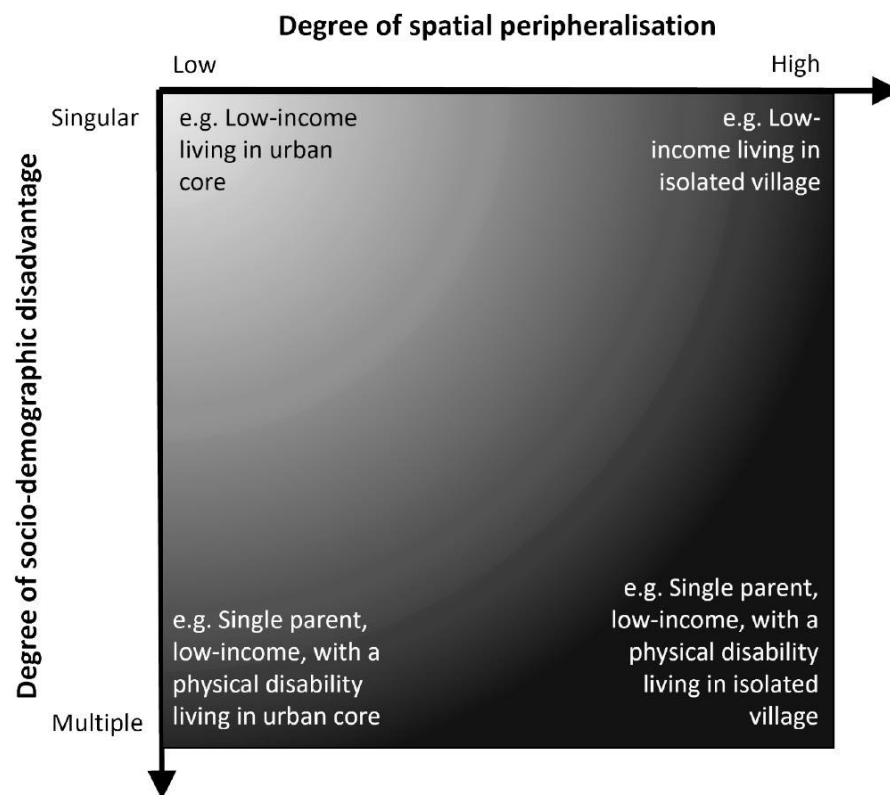 Degree of spatial peripheralisation
Low
High
Singular
Degree of socio-demographic disadvantage
e.g. Low-income
living in urban
core
e.g. Low-
income living in
isolated village
e.g. Single parent,
low-income, with a
physical disability
living in urban core
e.g. Single parent,
low-income, with a
physical disability
living in isolated
village
Multiple